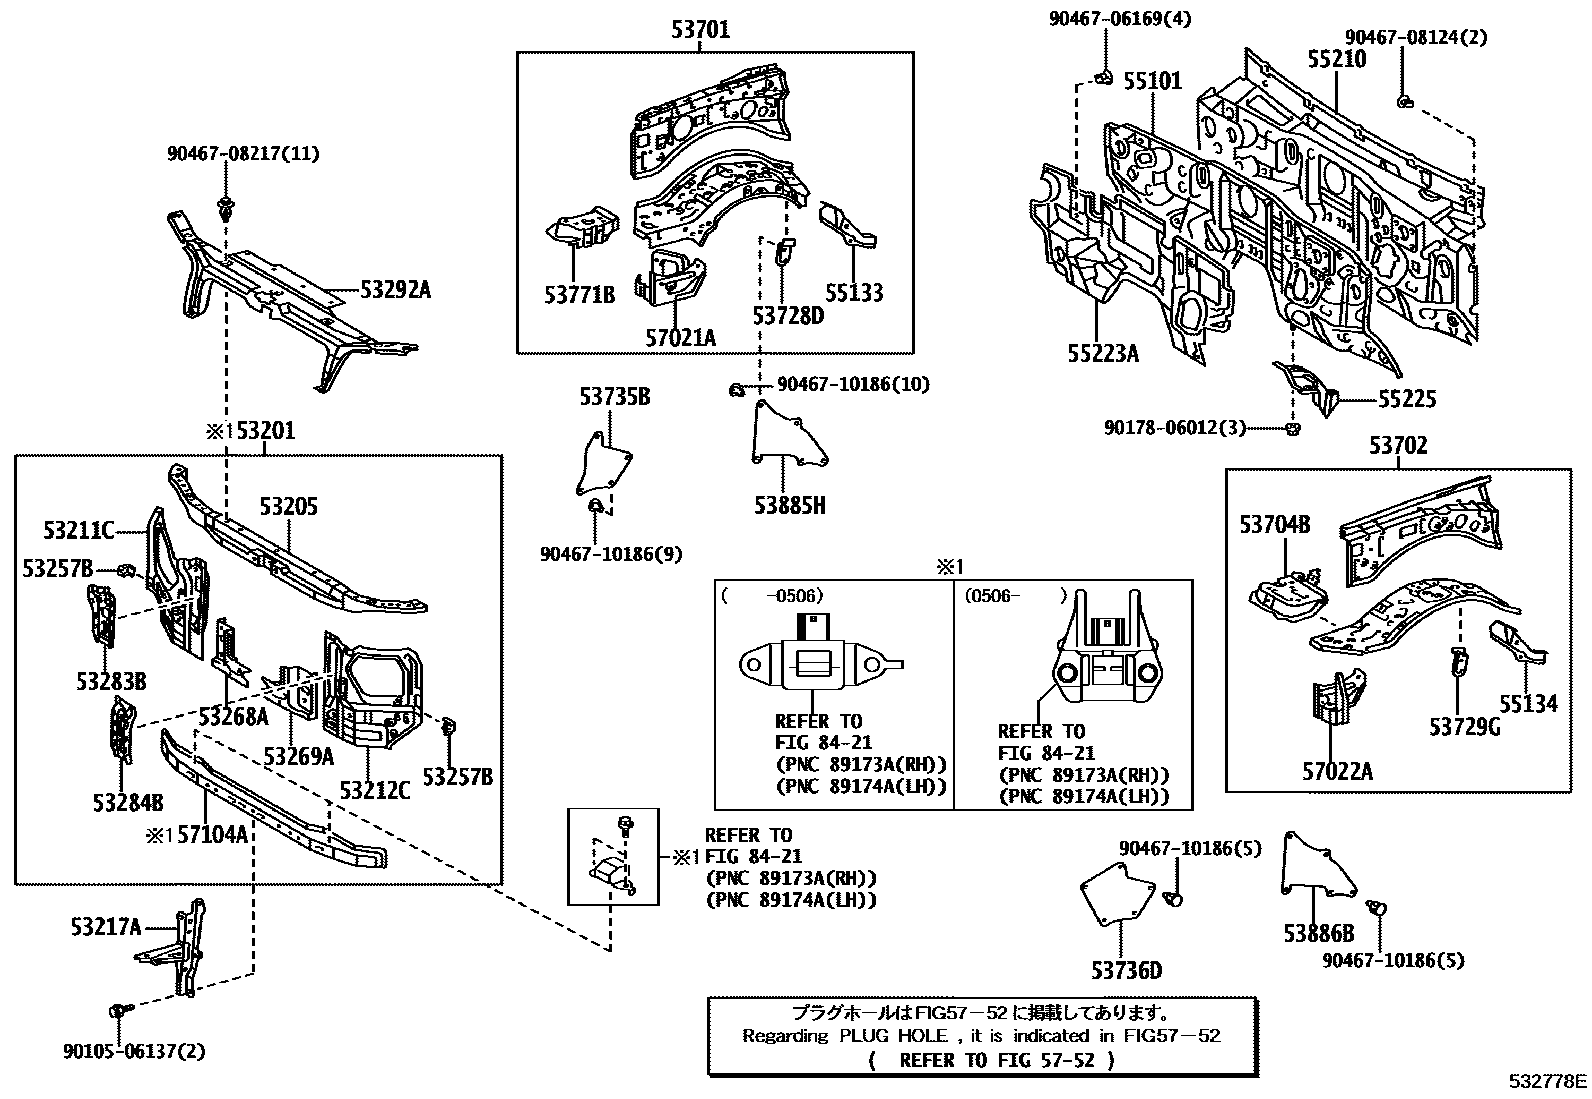 53701
90467-06169(4)
90467-08124(2)
55210
55101
90467-08217(11)
53292A
53771B
57021A
53728D
55133
55223A
55225
90178-06012(3)
53735B
90467-10186(10)
53885H
90467-10186(9)
※1 53201
53205
53211C
53257B
53283B
53268A
53269A
53284B
53212C
53257B
※1 57104A
53217A
90105-06137(2)
53702
53704B
55134
53729G
57022A
※1
(    -0506)
(0506-    )
REFER TO
FIG 84-21
(PNC 89173A(RH))
(PNC 89174A(LH))
REFER TO
FIG 84-21
(PNC 89173A(RH))
(PNC 89174A(LH))
※1
REFER TO
FIG 84-21
(PNC 89173A(RH))
(PNC 89174A(LH))
90467-10186(5)
53736D
53886B
90467-10186(5)
プラグホールはFIG57-52に掲載してあります。
Regarding PLUG HOLE , it is indicated in FIG57-52
( REFER TO FIG 57-52 )
532778E